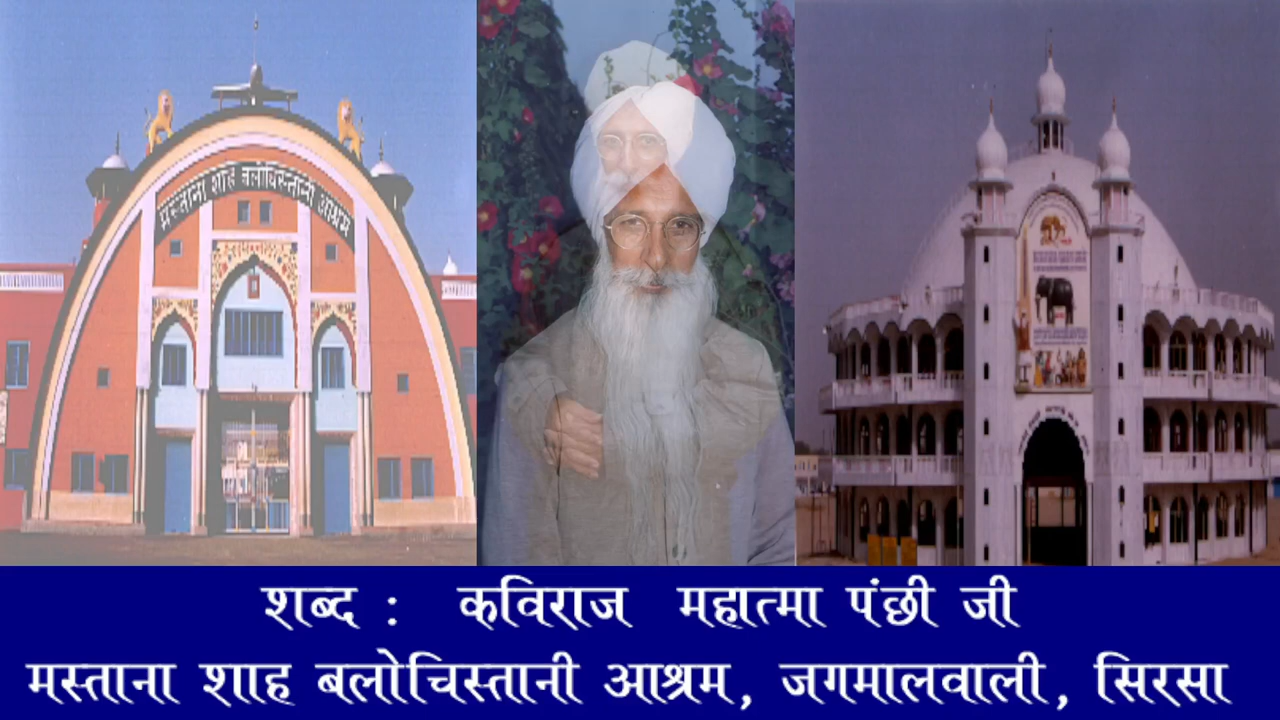 मस्ताना शाह बलोचिस्तानी आश्रम
शब्द : कविराज महात्मा पंछी जी
मस्ताना शाह बलोचिस्तानी आश्रम, जगमालवाली, सिरसा